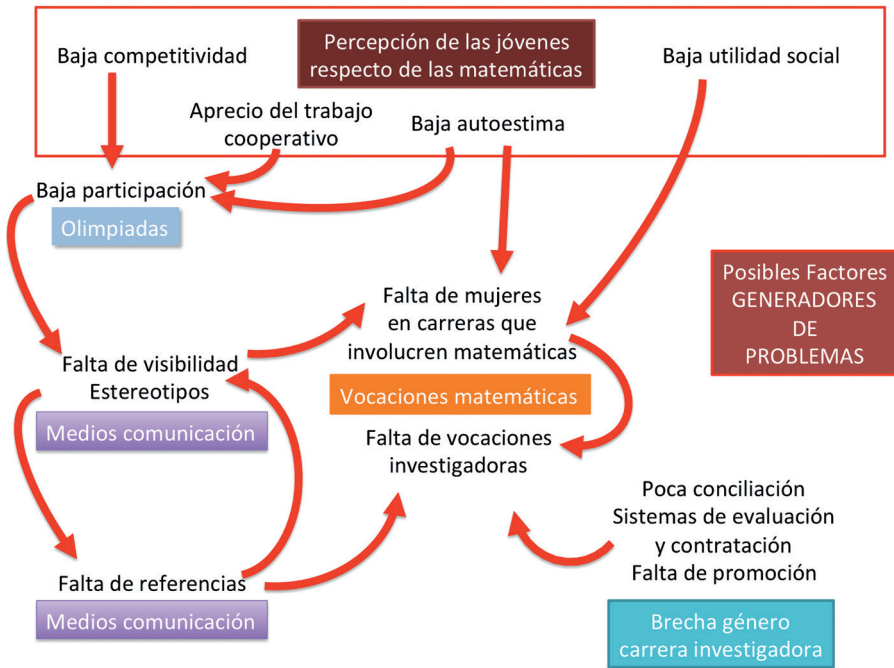 Baja competitividad
Percepción de las jóvenes
respecto de las matemáticas
Baja utilidad social
Aprecio del trabajo
cooperativo
Baja autoestima
Baja participación
Olimpiadas
Posibles Factores
GENERADORES
DE
PROBLEMAS
Falta de mujeres
en carreras que
involucren matemáticas
Falta de visibilidad
Estereotipos
Vocaciones matemáticas
Medios comunicación
Falta de vocaciones
investigadoras
Poca conciliación
Sistemas de evaluación
y contratación
Falta de promoción
Falta de referencias
Medios comunicación
Brecha género
carrera investigadora